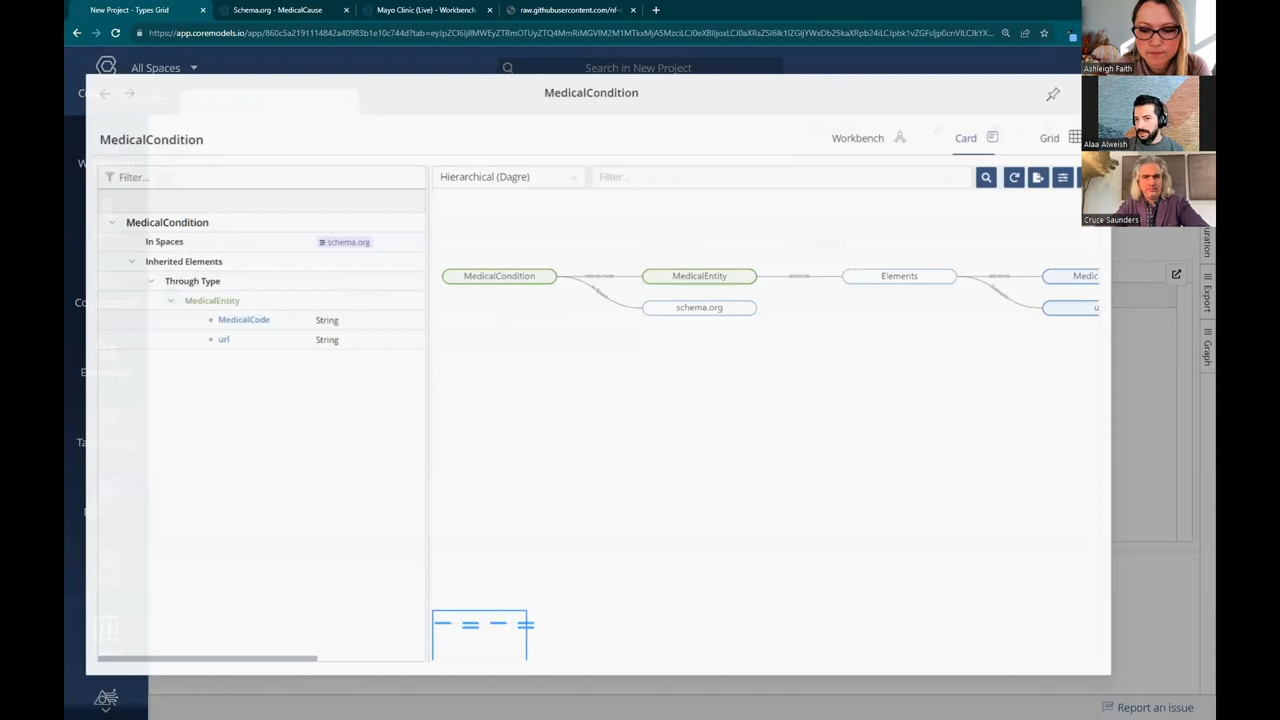 New Project - Types Grid
Schema.org - MedicalCause
Mayo Clinic (Live) - Workbench
raw.githubusercontent.com/nf-c
Ashleigh Faith
Alaa Alweish
Cruce Saunders
All Spaces
Search in New Project
MedicalCondition
MedicalCondition
Workbench
Card
Grid
Filter...
Hierarchical (Dagre)
Filter...
MedicalCondition
In Spaces
schema.org
Inherited Elements
Through Type
MedicalEntity
MedicalCode String
url String
MedicalCondition
MedicalEntity
Elements
Medic
schema.org
u
uration
Export
Graph
Report an issue